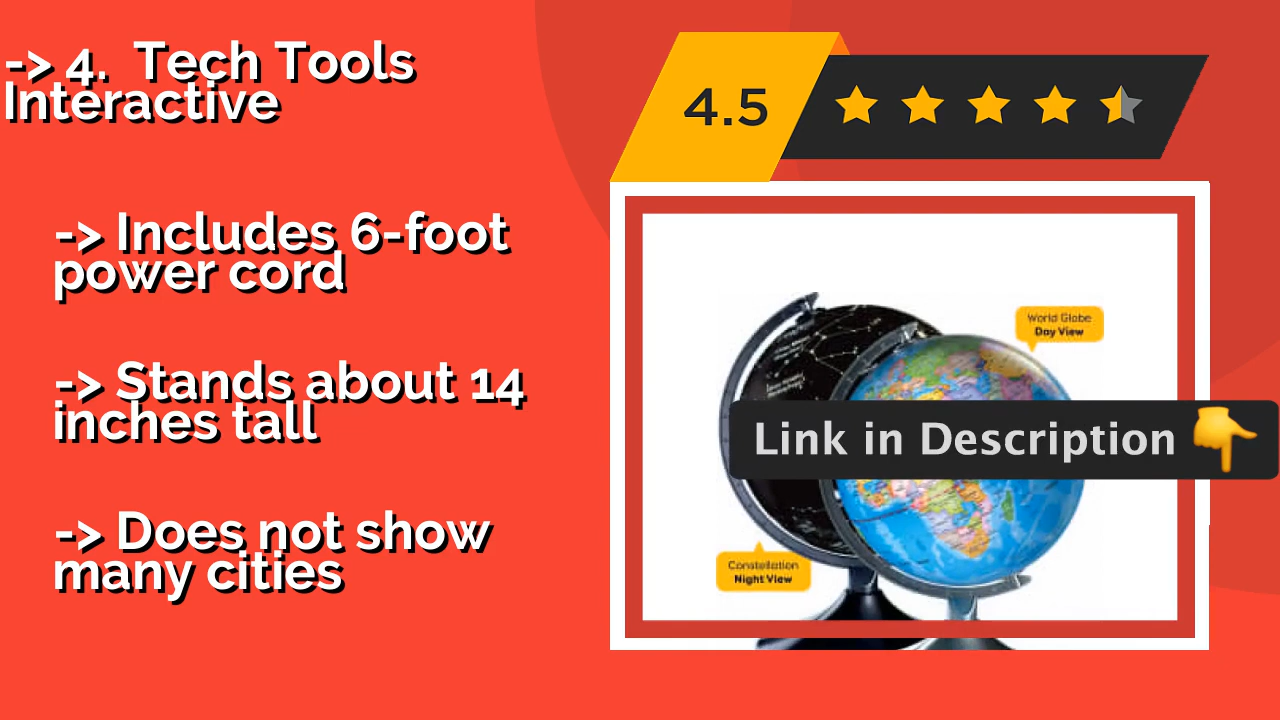 -> 4. Tech Tools
Interactive
4.5
-> Includes 6-foot
power cord
-> Stands about 14
inches tall
-> Does not show
many cities
World Globe
Day View
Link in Description
Constellation
Night View